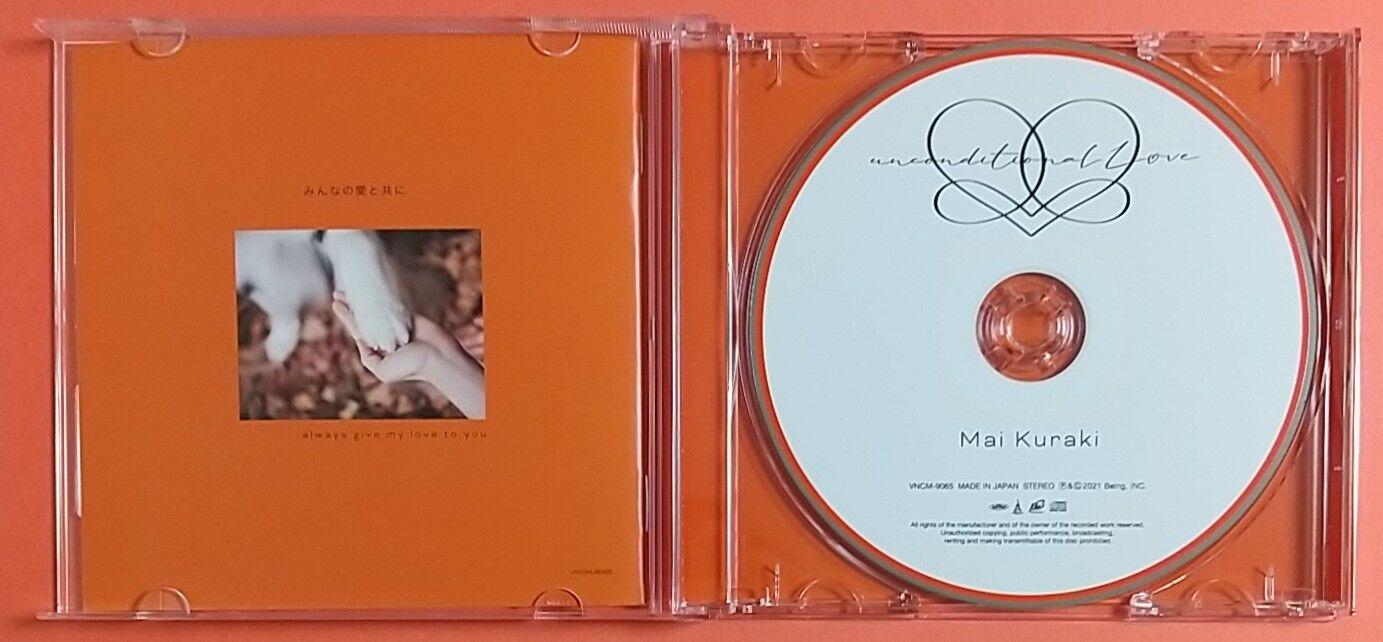 みんなの愛と共に
always give my love to you
VNCM-9065
unconditional Love
Mai Kuraki
VNCM-9065 MADE IN JAPAN STEREO ℗&©2021 Being, INC.
All rights of the manufacturer and of the owner of the recorded work reserved.
Unauthorized copying, public performance, broadcasting,
renting and making transmittable of this disc prohibited.